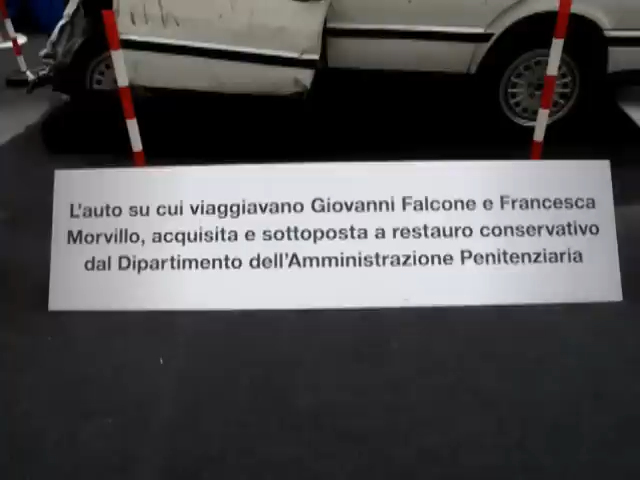 L'auto su cui viaggiavano Giovanni Falcone e Francesca
Morvillo, acquisita e sottoposta a restauro conservativo
dal Dipartimento dell'Amministrazione Penitenziaria